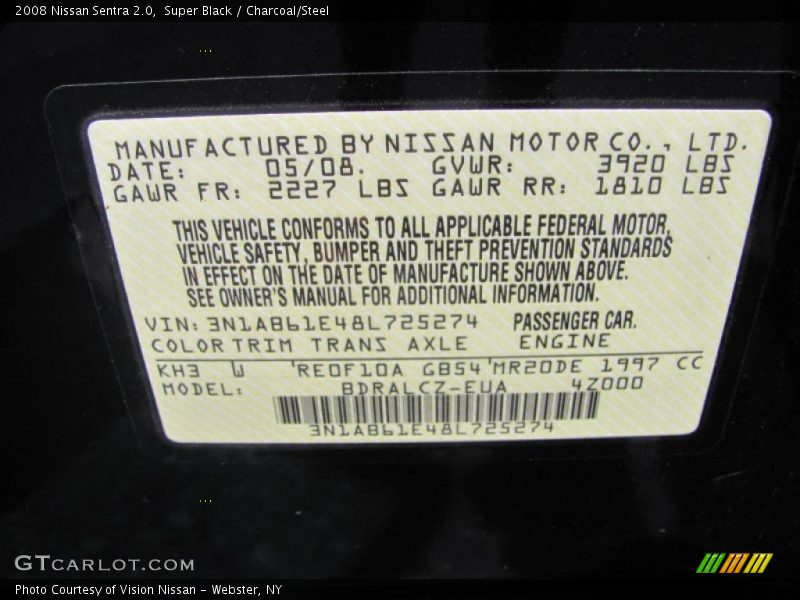 2008 Nissan Sentra 2.0,  Super Black / Charcoal/Steel
MANUFACTURED BY NISSAN MOTOR CO., LTD.
DATE: 05/08. GVWR: 3920 LBS
GAWR FR: 2227 LBS GAWR RR: 1810 LBS
THIS VEHICLE CONFORMS TO ALL APPLICABLE FEDERAL MOTOR,
VEHICLE SAFETY, BUMPER AND THEFT PREVENTION STANDARDS
IN EFFECT ON THE DATE OF MANUFACTURE SHOWN ABOVE.
SEE OWNER'S MANUAL FOR ADDITIONAL INFORMATION.
VIN: 3N1AB61E48L725274 PASSENGER CAR.
COLOR TRIM TRANS AXLE ENGINE
KH3 W RE0F10A GB54 MR20DE 1997 CC
MODEL: BDRALCZ-EUA 4Z000
3N1AB61E48L725274
GTCARLOT.COM
Photo Courtesy of Vision Nissan - Webster, NY